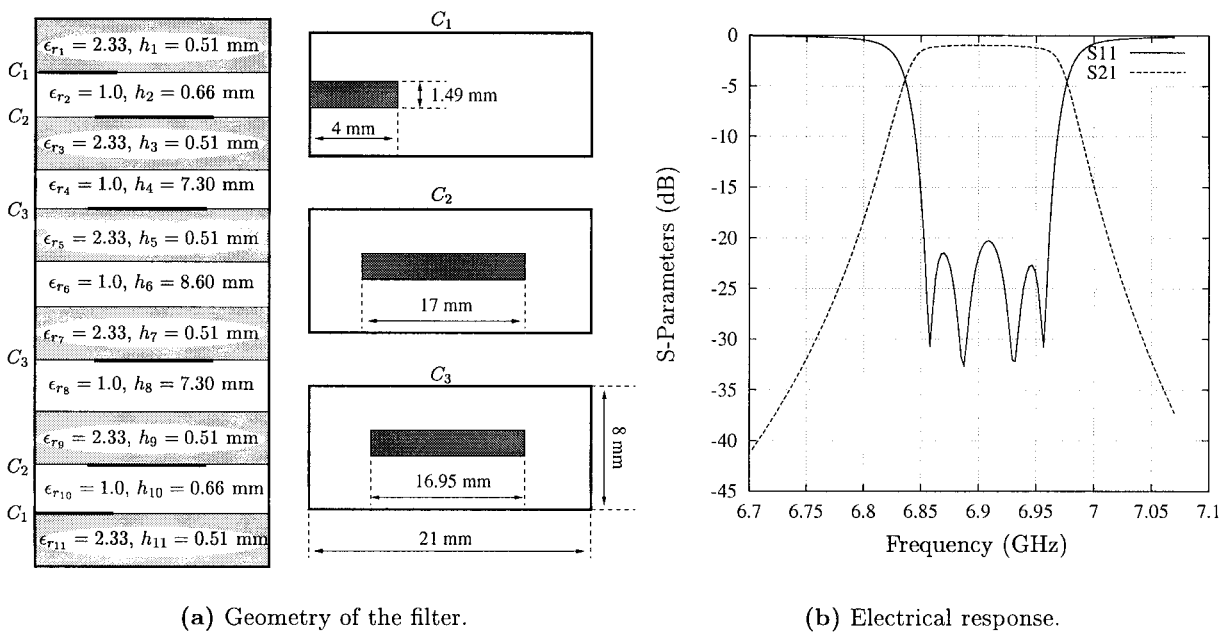 ϵr1 = 2.33, h1 = 0.51 mm
C1
ϵr2 = 1.0, h2 = 0.66 mm
C2
ϵr3 = 2.33, h3 = 0.51 mm
ϵr4 = 1.0, h4 = 7.30 mm
C3
ϵr5 = 2.33, h5 = 0.51 mm
ϵr6 = 1.0, h6 = 8.60 mm
ϵr7 = 2.33, h7 = 0.51 mm
C3
ϵr8 = 1.0, h8 = 7.30 mm
ϵr9 = 2.33, h9 = 0.51 mm
C2
ϵr10 = 1.0, h10 = 0.66 mm
C1
ϵr11 = 2.33, h11 = 0.51 mm
C1
1.49 mm
4 mm
C2
17 mm
C3
16.95 mm
8 mm
21 mm
(a) Geometry of the filter.
S-Parameters (dB)
0
-5
-10
-15
-20
-25
-30
-35
-40
-45
S11
S21
6.7 6.75 6.8 6.85 6.9 6.95 7 7.05 7.1
Frequency (GHz)
(b) Electrical response.